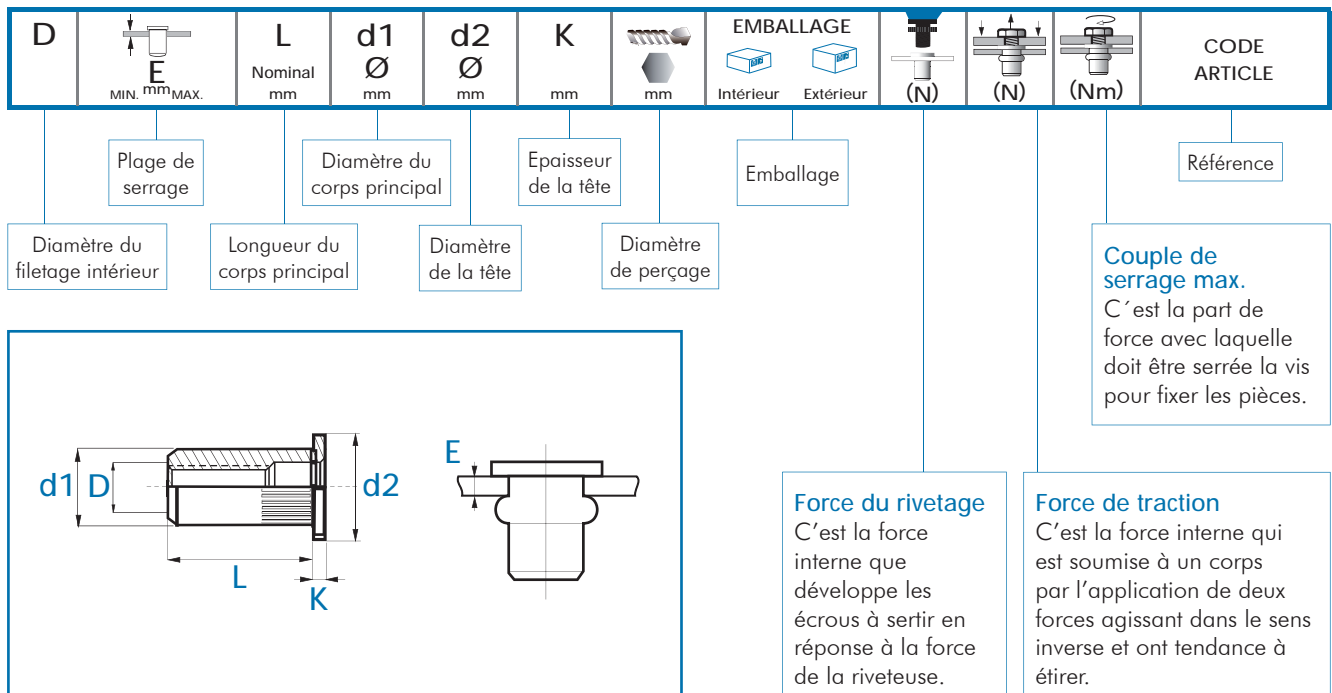 D
E
MIN. mm MAX.
L
Nominal
mm
d1
Ø
mm
d2
Ø
mm
K
mm
mm
EMBALLAGE
Intérieur Extérieur
(N)
(N)
(Nm)
CODE
ARTICLE
Plage de
serrage
Diamètre du
corps principal
Epaisseur
de la tête
Emballage
Référence
Diamètre du
filetage intérieur
Longueur du
corps principal
Diamètre
de la tête
Diamètre
de perçage
Couple de
serrage max.
C´est la part de
force avec laquelle
doit être serrée la vis
pour fixer les pièces.
d1
D
d2
L
K
E
Force du rivetage
C’est la force
interne que
développe les
écrous à sertir en
réponse à la force
de la riveteuse.
Force de traction
C’est la force interne qui
est soumise à un corps
par l’application de deux
forces agissant dans le sens
inverse et ont tendance à
étirer.